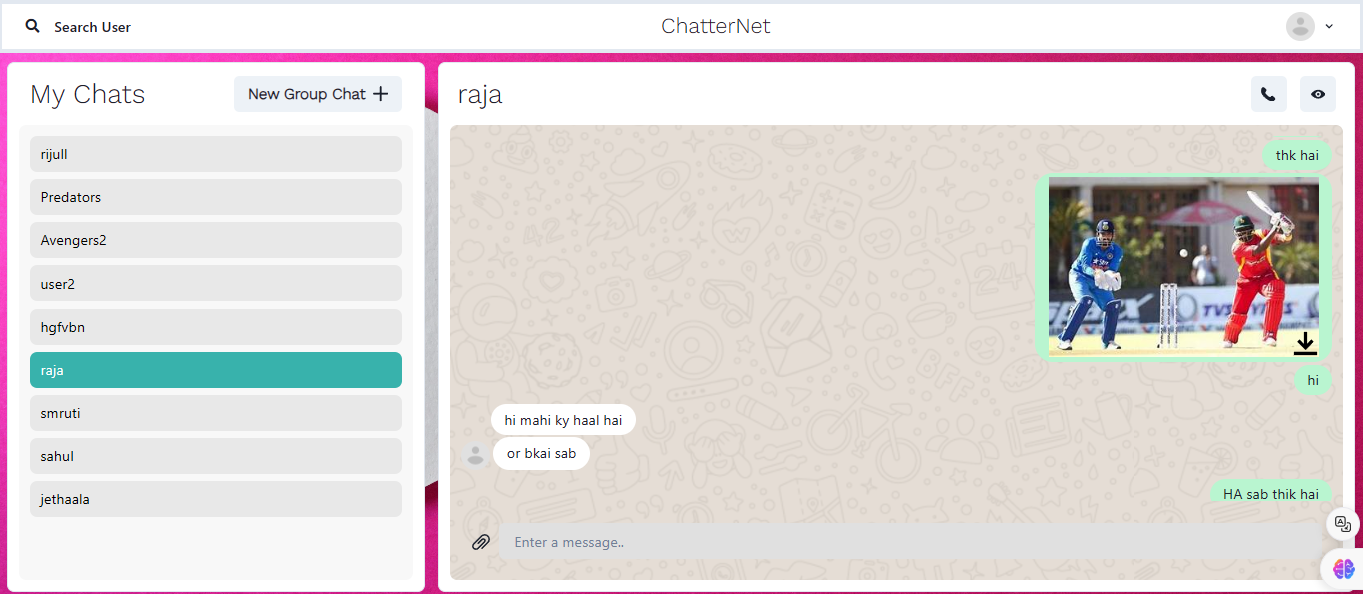 Search User
ChatterNet
My Chats
New Group Chat
rijull
Predators
Avengers2
user2
hgfvbn
raja
smruti
sahul
jethaala
raja
thk hai
hi
hi mahi ky haal hai
or bkai sab
HA sab thik hai
Enter a message..